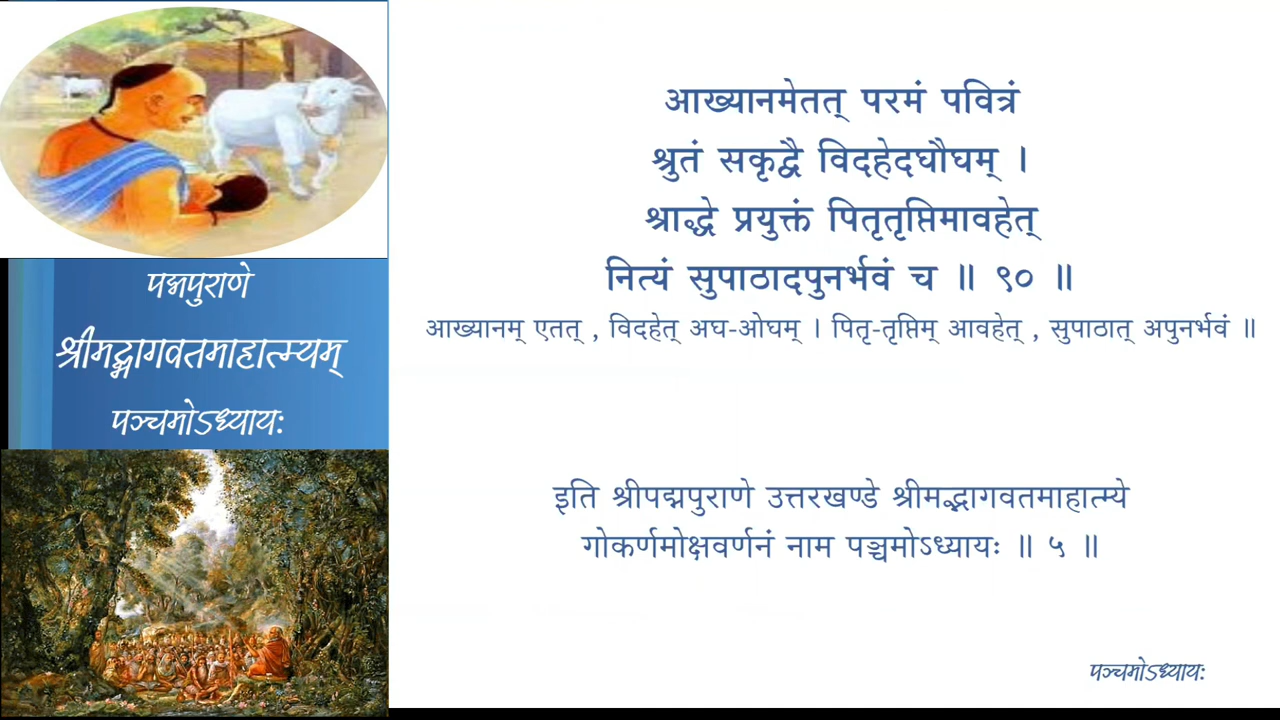 पद्मपुराणे
श्रीमद्भागवतमाहात्म्यम्
पञ्चमोऽध्यायः
आख्यानमेतत् परमं पवित्रं
श्रुतं सकृद्वै विदहेदघौघम् ।
श्राद्धे प्रयुक्तं पितृतृप्तिमावहेत्
नित्यं सुपाठादपुनर्भवं च ॥ ९० ॥
आख्यानम् एतत् , विदहेत् अघ-ओघम् । पितृ-तृप्तिम् आवहेत् , सुपाठात् अपुनर्भवं ॥
इति श्रीपद्मपुराणे उत्तरखण्डे श्रीमद्भागवतमाहात्म्ये
गोकर्णमोक्षवर्णनं नाम पञ्चमोऽध्यायः ॥ ५ ॥
पञ्चमोऽध्यायः